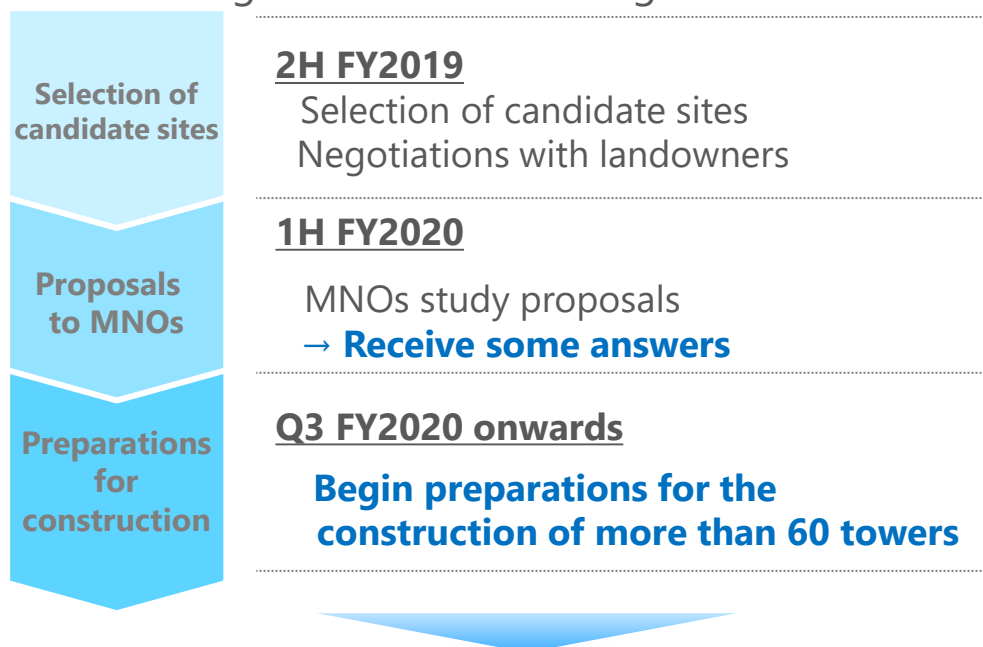 Selection of
candidate sites
2H FY2019
Selection of candidate sites
Negotiations with landowners
Proposals
to MNOs
1H FY2020
MNOs study proposals
→ Receive some answers
Preparations
for
construction
Q3 FY2020 onwards
Begin preparations for the
construction of more than 60 towers